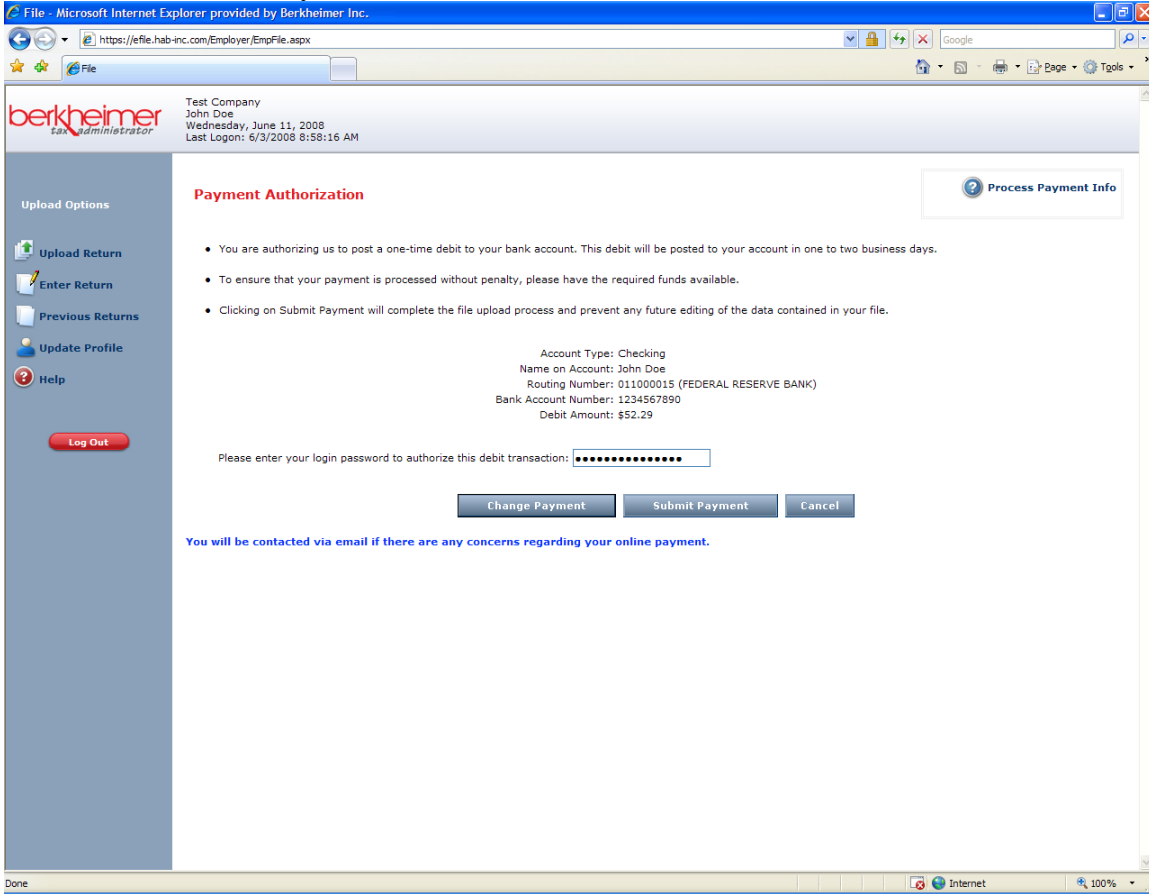 File - Microsoft Internet Explorer provided by Berkheimer Inc.
https://efile.hab-inc.com/Employer/EmpFile.aspx
Google
File
Page
Tools
berkheimer
tax administrator
Test Company
John Doe
Wednesday, June 11, 2008
Last Logon: 6/3/2008 8:58:16 AM
Upload Options
Upload Return
Enter Return
Previous Returns
Update Profile
Help
Log Out
Payment Authorization
Process Payment Info
• You are authorizing us to post a one-time debit to your bank account. This debit will be posted to your account in one to two business days.
• To ensure that your payment is processed without penalty, please have the required funds available.
• Clicking on Submit Payment will complete the file upload process and prevent any future editing of the data contained in your file.
Account Type: Checking
Name on Account: John Doe
Routing Number: 011000015 (FEDERAL RESERVE BANK)
Bank Account Number: 1234567890
Debit Amount: $52.29
Please enter your login password to authorize this debit transaction: •••••••••••••••
Change Payment Submit Payment Cancel
You will be contacted via email if there are any concerns regarding your online payment.
Done
Internet
100%